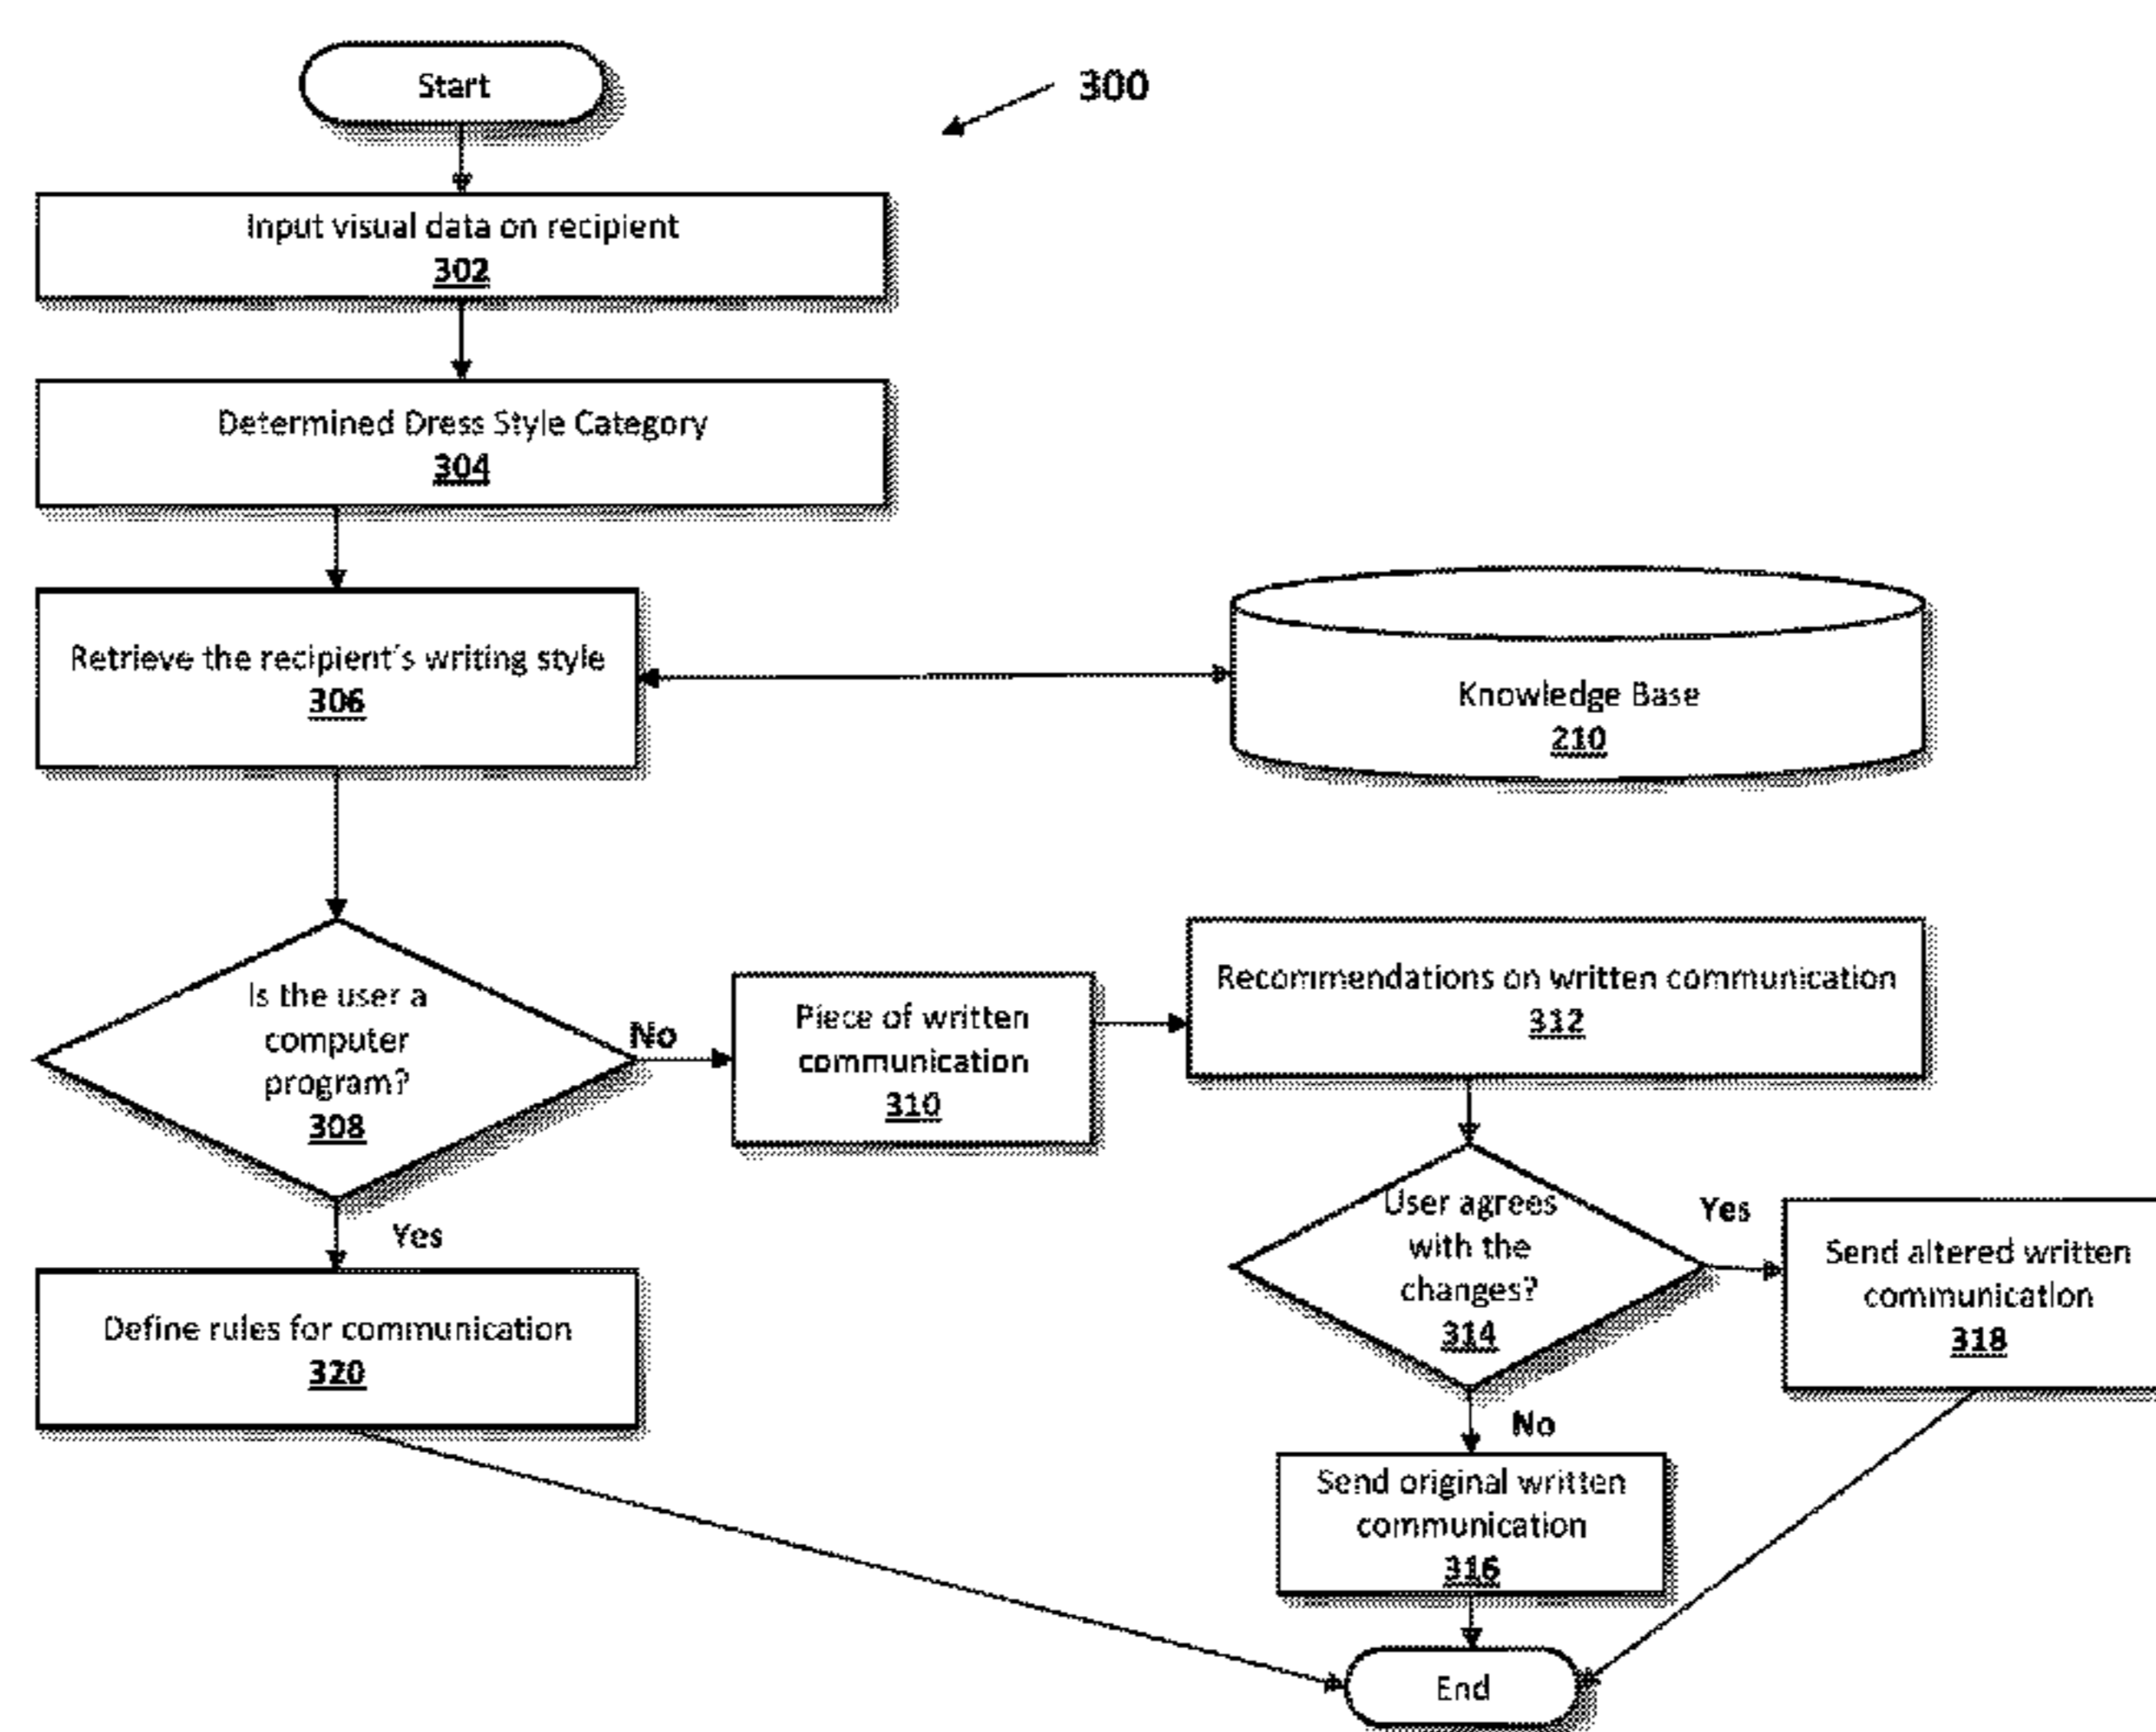 Start
300
Input visual data on recipient
302
Determined Dress Style Category
304
Retrieve the recipient's writing style
306
Knowledge Base
210
Is the user a
computer
program?
308
No
Piece of written
communication
310
Recommendations on written communication
312
User agrees
with the
changes?
314
Yes
Send altered written
communication
318
Yes
Define rules for communication
320
No
Send original written
communication
316
End